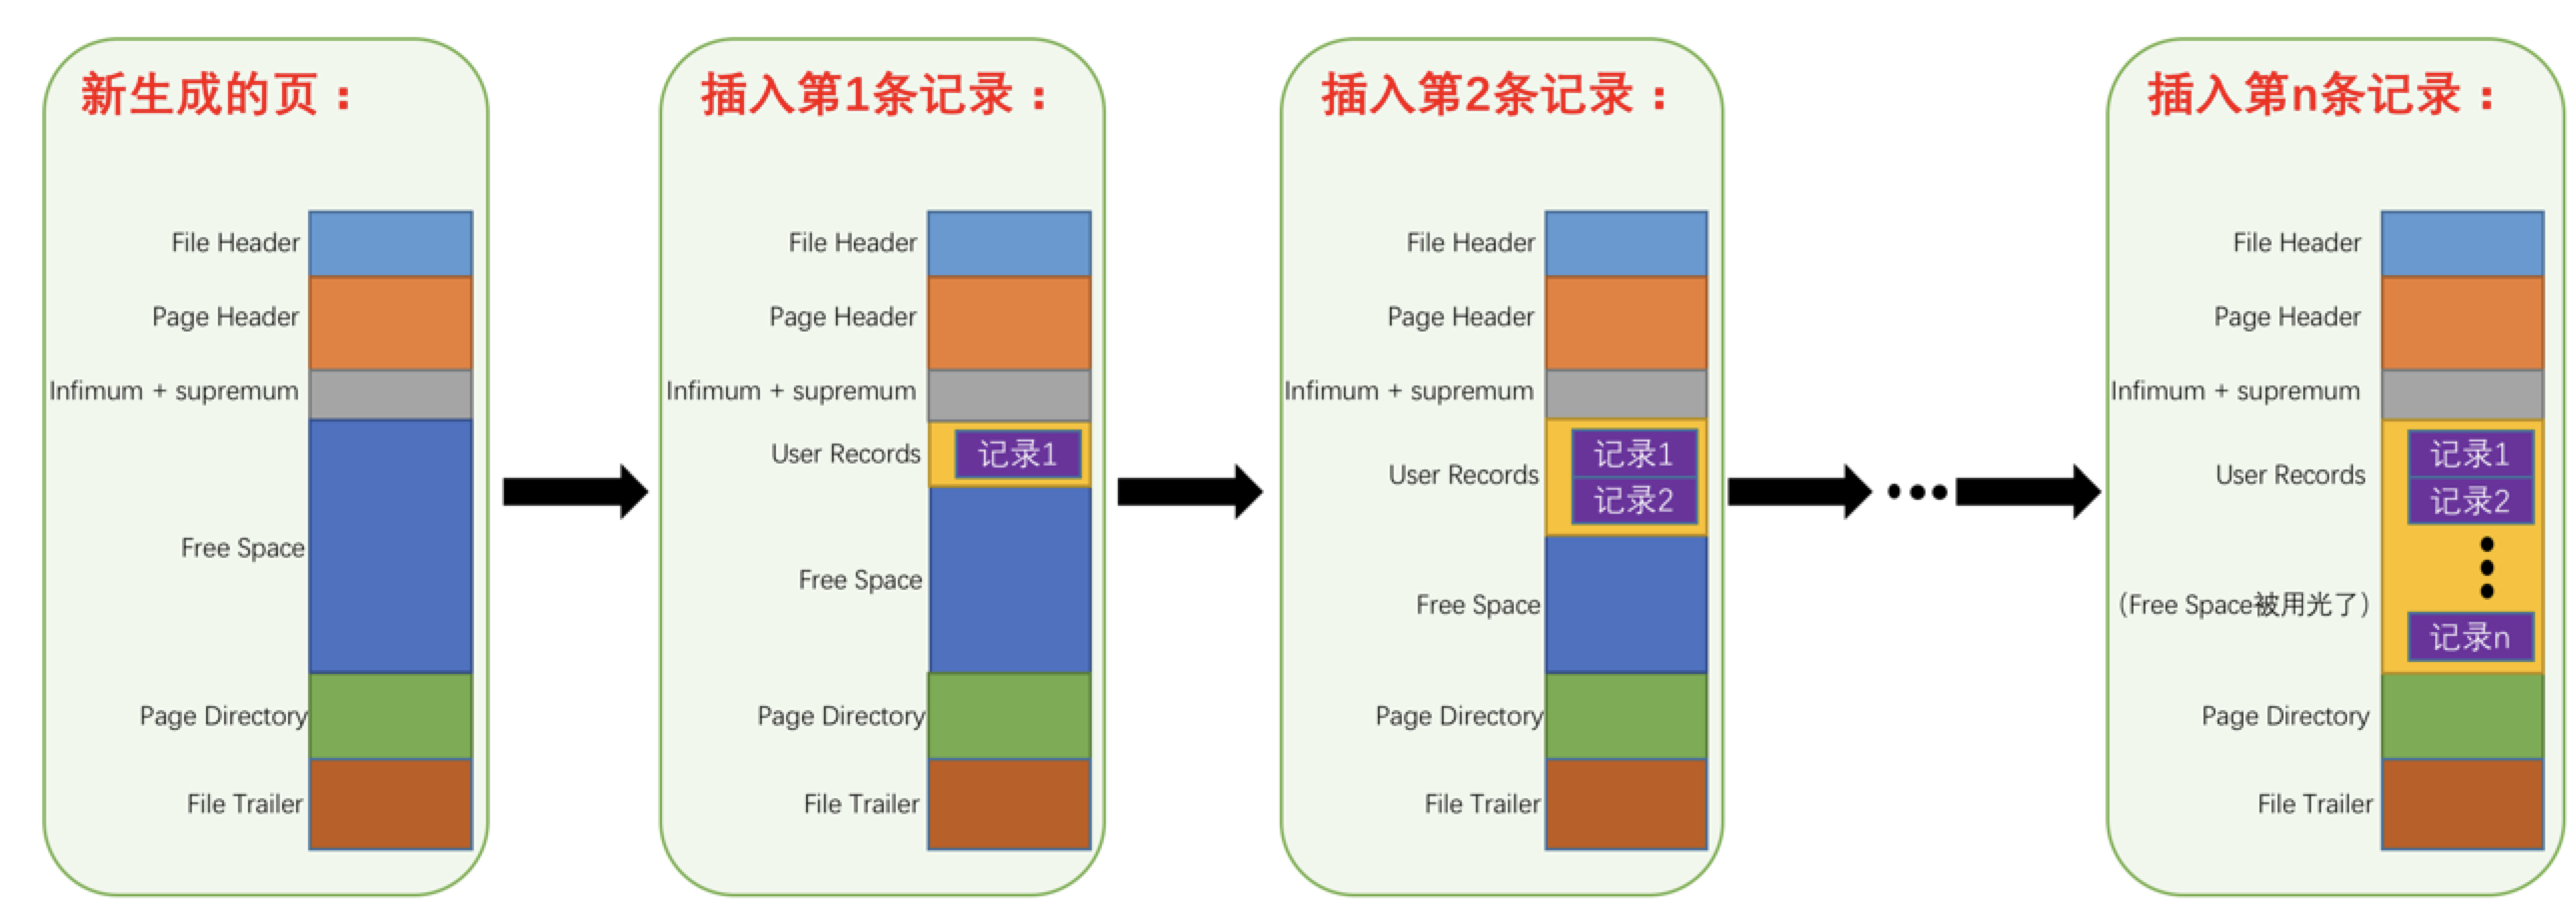 新生成的页：
File Header
Page Header
Infimum + supremum
Free Space
Page Directory
File Trailer
插入第1条记录：
File Header
Page Header
Infimum + supremum
User Records
记录1
Free Space
Page Directory
File Trailer
插入第2条记录：
File Header
Page Header
Infimum + supremum
User Records
记录1
记录2
Free Space
Page Directory
File Trailer
插入第n条记录：
File Header
Page Header
Infimum + supremum
User Records
记录1
记录2
（Free Space被用光了）
记录n
Page Directory
File Trailer